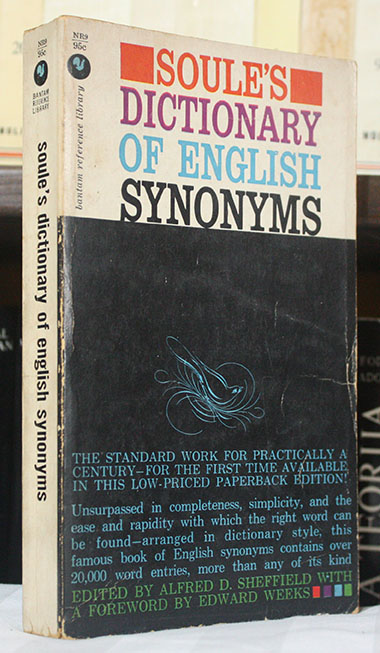 NR9
95c
BANTAM
REFERENCE
LIBRARY
soule's dictionary of english synonyms
NR9
95c
bantam reference library
SOULE'S
DICTIONARY
OF ENGLISH
SYNONYMS
THE STANDARD WORK FOR PRACTICALLY A
CENTURY—FOR THE FIRST TIME AVAILABLE
IN THIS LOW-PRICED PAPERBACK EDITION!
Unsurpassed in completeness, simplicity, and the
ease and rapidity with which the right word can
be found—arranged in dictionary style, this
famous book of English synonyms contains over
20,000 word entries, more than any of its kind
EDITED BY ALFRED D. SHEFFIELD WITH
A FOREWORD BY EDWARD WEEKS